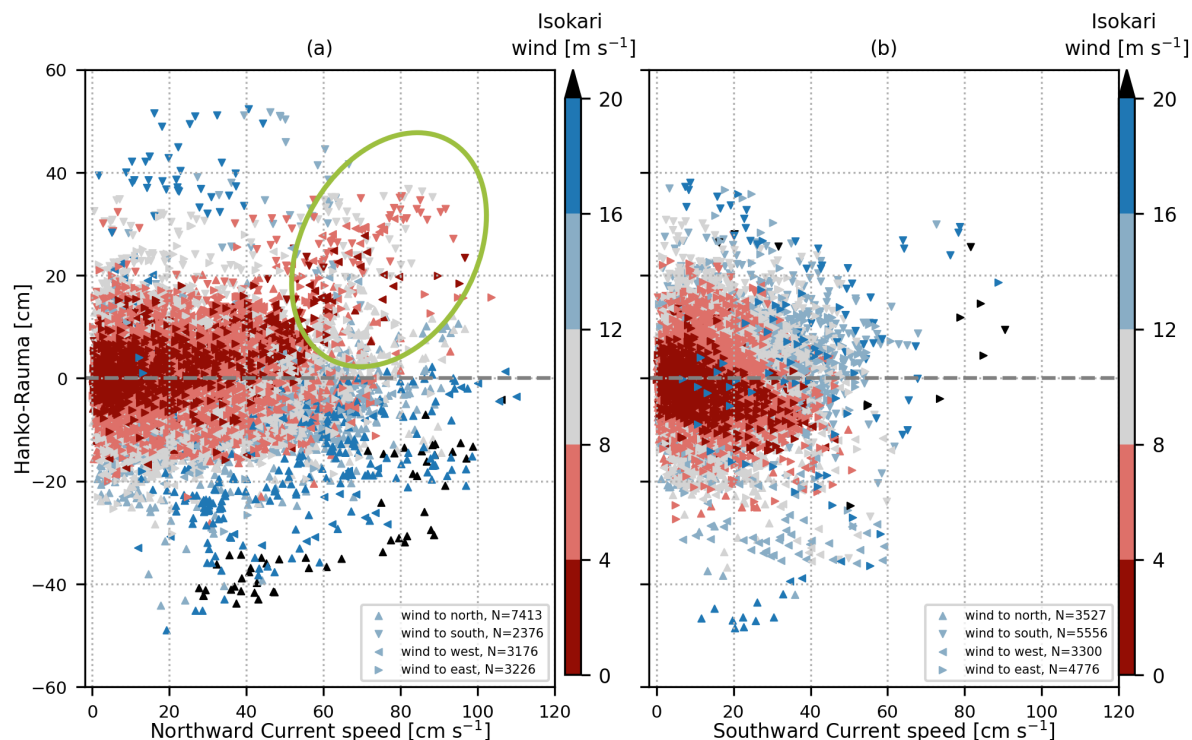 Isokari
wind [m s⁻¹]
(a)
Isokari
wind [m s⁻¹]
(b)
60
40
20
0
−20
−40
−60
Hanko-Rauma [cm]
0 20 40 60 80 100 120
Northward Current speed [cm s⁻¹]
wind to north, N=7413
wind to south, N=2376
wind to west, N=3176
wind to east, N=3226
20
16
12
8
4
0
0 20 40 60 80 100 120
Southward Current speed [cm s⁻¹]
wind to north, N=3527
wind to south, N=5556
wind to west, N=3300
wind to east, N=4776
20
16
12
8
4
0